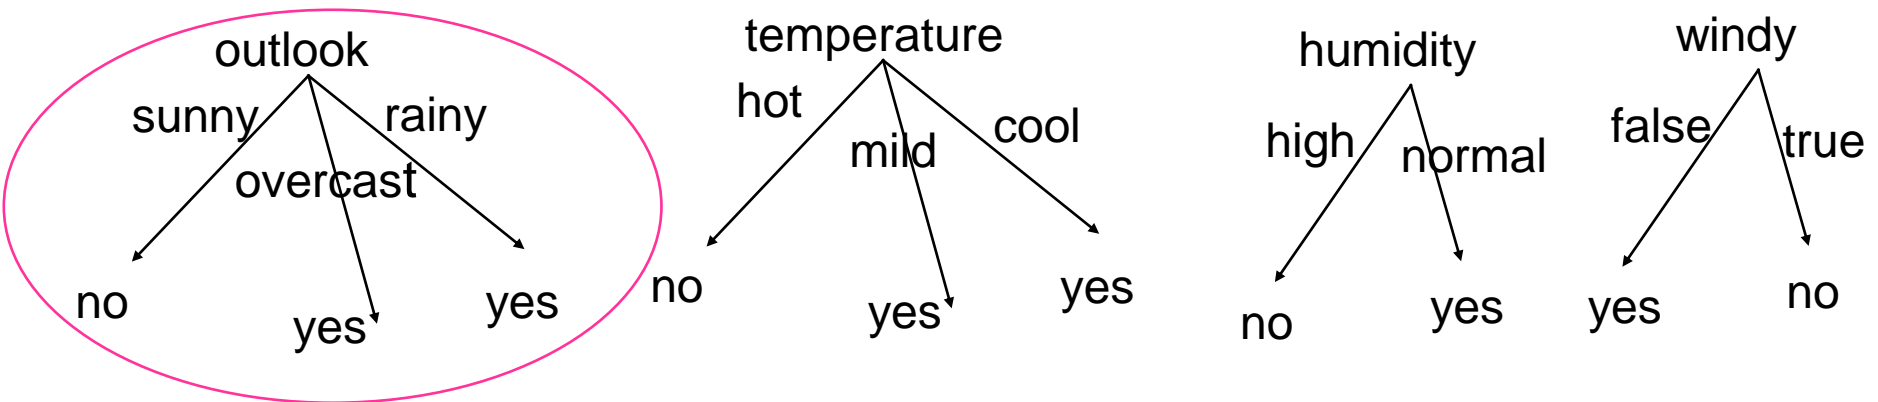 outlook
sunny
rainy
overcast
no
yes
yes
temperature
hot
mild
cool
no
yes
yes
humidity
high
normal
no
yes
windy
false
true
yes
no